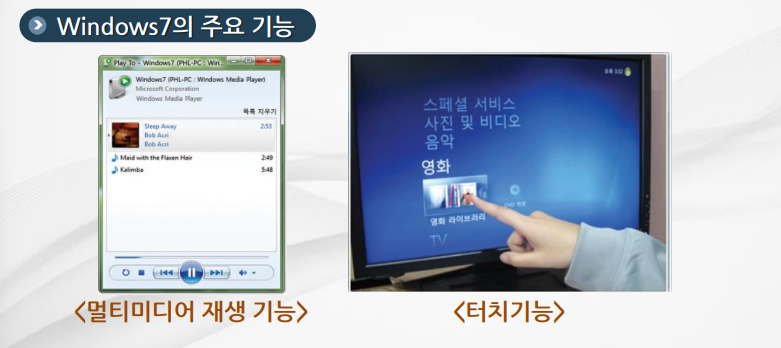 Windows7의 주요 기능
Play To - Windows7 (PHL-PC : Win...
Windows7 (PHL-PC : Windows Media Player)
Microsoft Corporation
Windows Media Player
목록 지우기
Sleep Away 2:53
Bob Acri
Bob Acri
Maid with the Flaxen Hair 2:49
Kalimba 5:48
스페셜 서비스
사진 및 비디오
음악
영화
영화 라이브러리
TV
<멀티미디어 재생 기능>
<터치기능>